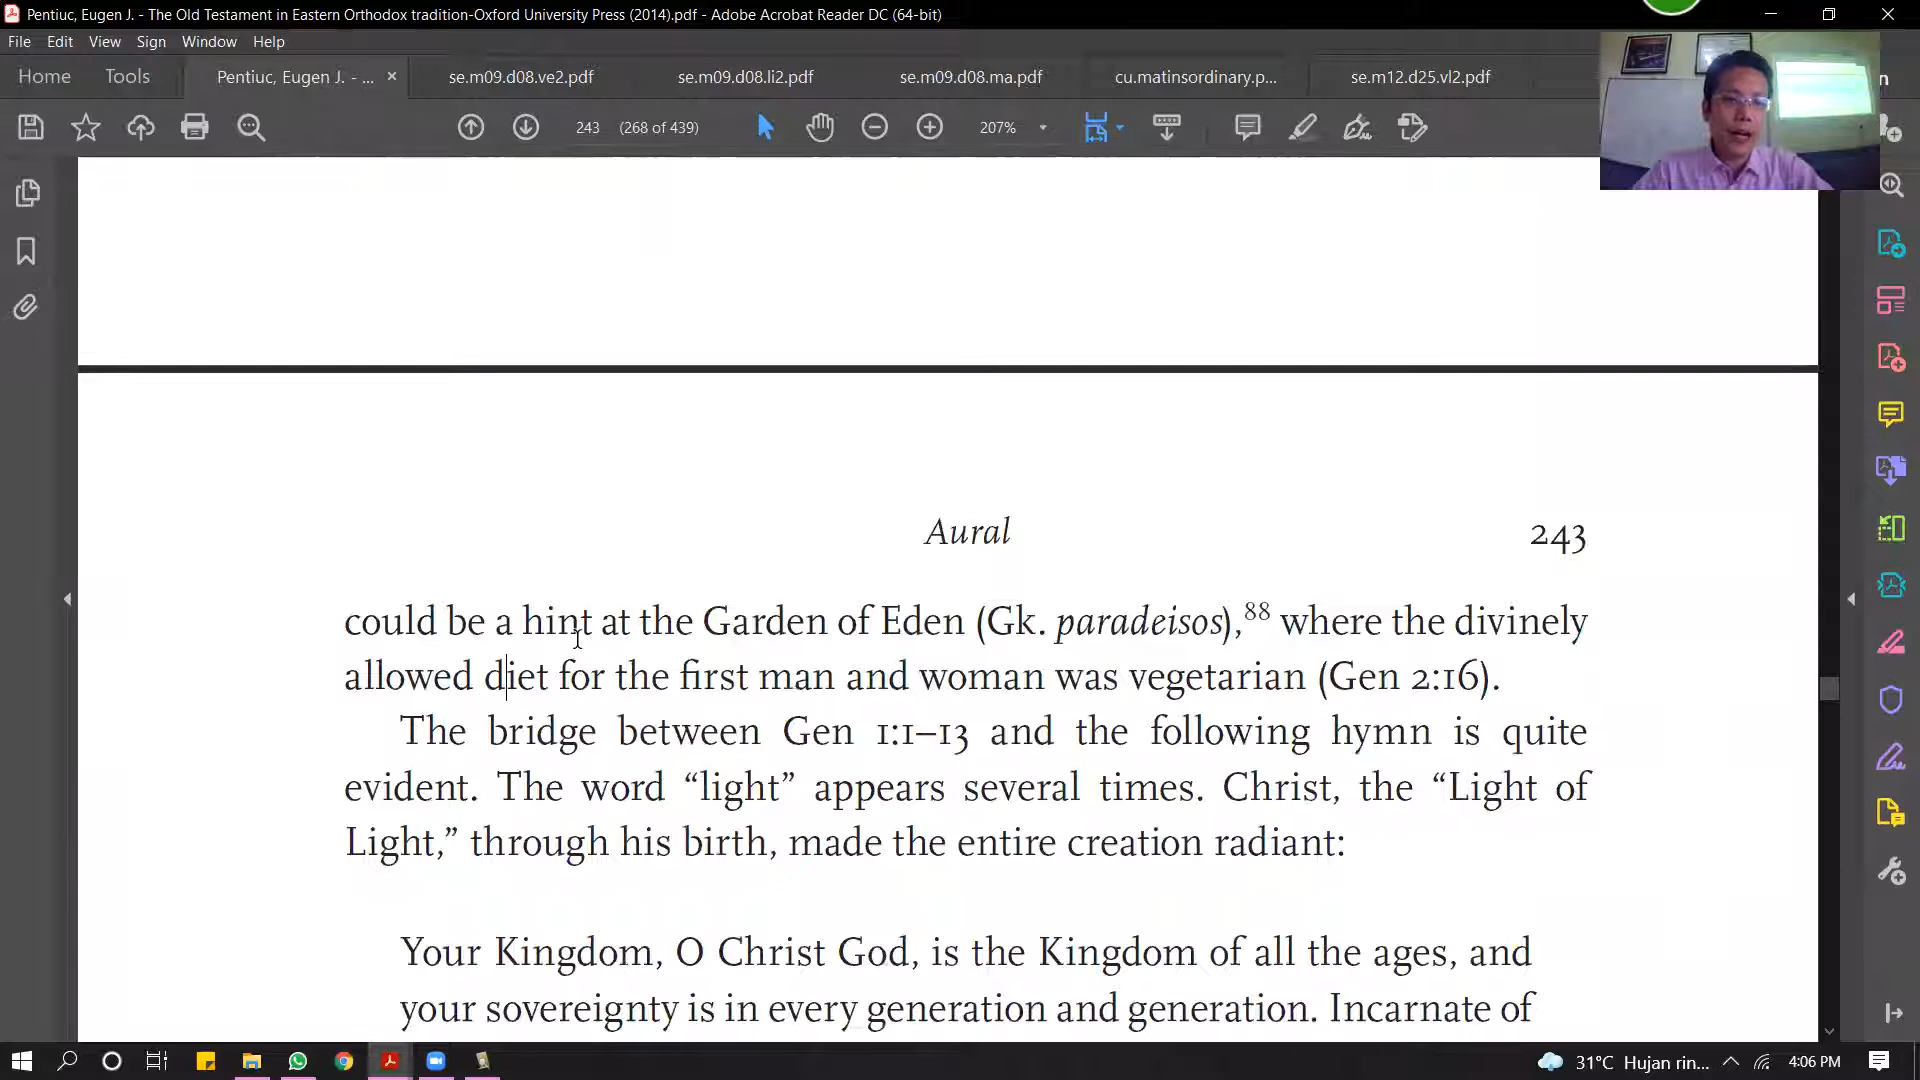 Pentiuc, Eugen J. - The Old Testament in Eastern Orthodox tradition-Oxford University Press (2014).pdf - Adobe Acrobat Reader DC (64-bit)
File Edit View Sign Window Help
Home Tools Pentiuc, Eugen J. - ... × se.m09.d08.ve2.pdf se.m09.d08.li2.pdf se.m09.d08.ma.pdf cu.matinsordinary.p... se.m12.d25.vl2.pdf
243 (268 of 439) 207%
Aural 243
could be a hint at the Garden of Eden (Gk. paradeisos),88 where the divinely
allowed diet for the first man and woman was vegetarian (Gen 2:16).
The bridge between Gen 1:1–13 and the following hymn is quite
evident. The word “light” appears several times. Christ, the “Light of
Light,” through his birth, made the entire creation radiant:
Your Kingdom, O Christ God, is the Kingdom of all the ages, and
your sovereignty is in every generation and generation. Incarnate of
31°C Hujan rin... 4:06 PM